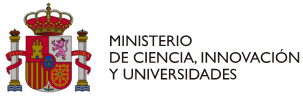 MINISTERIO
DE CIENCIA, INNOVACIÓN
Y UNIVERSIDADES